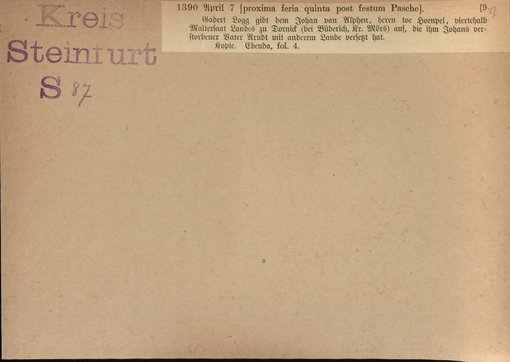 Kreis
Steinfurt
S 87
1390 April 7 [proxima feria quinta post festum Pasche]. [9
Gadert Logg gibt dem Johan van Alphen, heren toe Hoenpel, viertehalb
Maltersaat Landes zu Dornick (bei Bilderich, Kr. Mörs) auf, die ihm Johans ver-
storbener Vater Arndt mit anderem Lande versetzt hat.
Kopie. Ebenda, fol. 4.